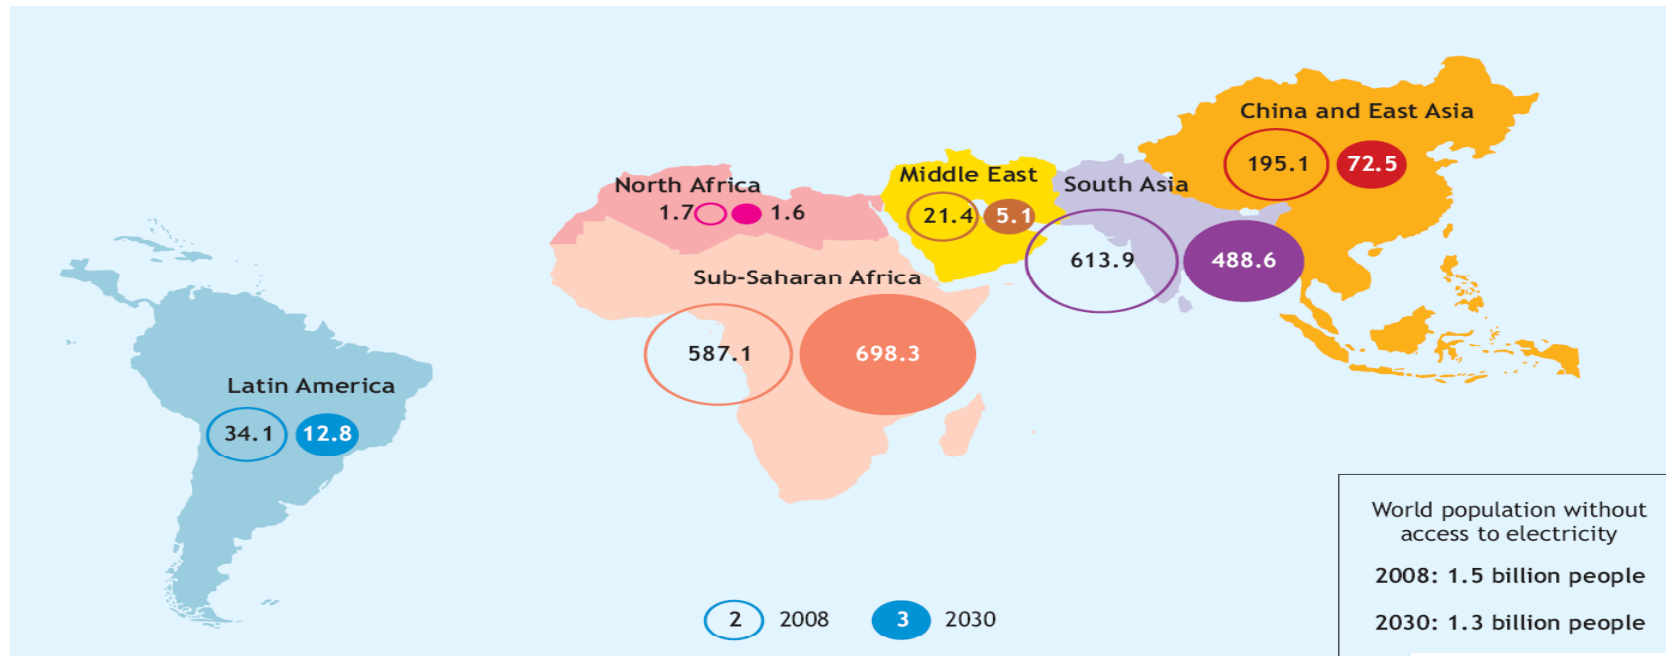 China and East Asia
195.1 72.5
Middle East
21.4 5.1
South Asia
613.9 488.6
North Africa
1.7 1.6
Sub-Saharan Africa
587.1 698.3
Latin America
34.1 12.8
2 2008 3 2030
World population without
access to electricity
2008: 1.5 billion people
2030: 1.3 billion people